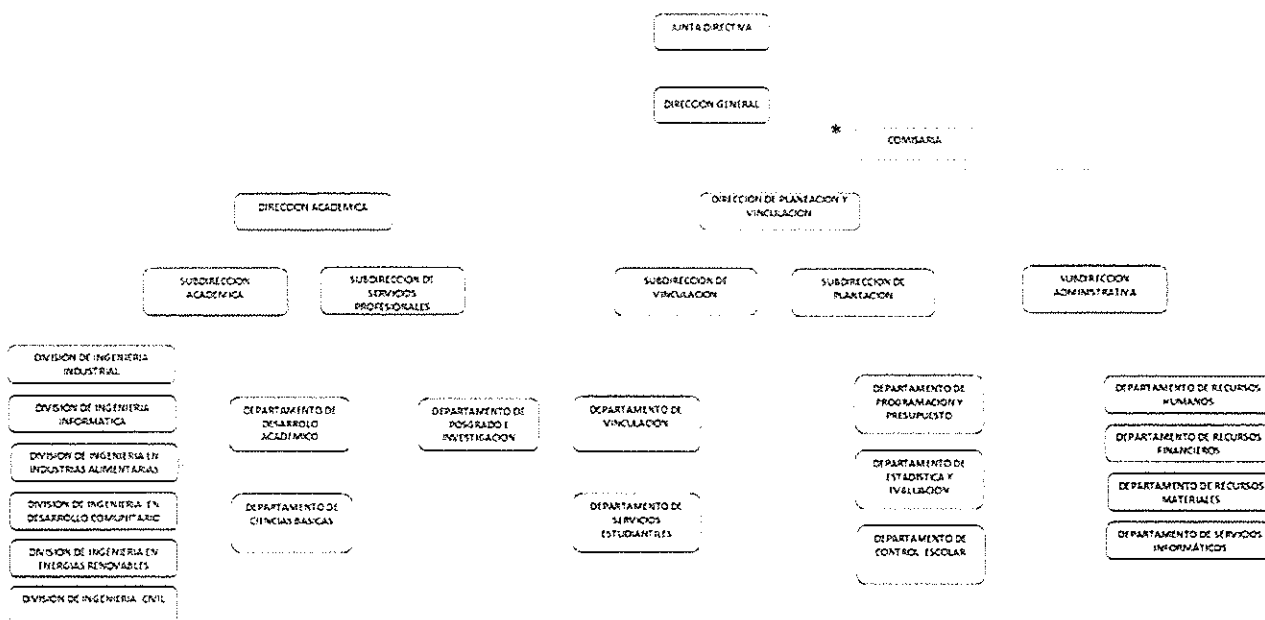 JUNTA DIRECTIVA
DIRECCION GENERAL
*
COMISARIA
DIRECCION ACADEMICA
DIRECCION DE PLANEACION Y
VINCULACION
SUBDIRECCION
ACADEMICA
SUBDIRECCION DE
SERVICIOS
PROFESIONALES
SUBDIRECCION DE
VINCULACION
SUBDIRECCION DE
PLANTACION
SUBDIRECCION
ADMINISTRATIVA
DIVISION DE INGENIERIA
INDUSTRIAL
DIVISION DE INGENIERIA
INFORMATICA
DIVISION DE INGENIERIA EN
INDUSTRIAS ALIMENTARIAS
DIVISION DE INGENIERIA EN
DESARROLLO COMUNITARIO
DIVISION DE INGENIERIA EN
ENERGIAS RENOVABLES
DIVISION DE INGENIERIA CIVIL
DEPARTAMENTO DE
DESARROLLO
ACADÉMICO
DEPARTAMENTO DE
CIENCIAS BASICAS
DEPARTAMENTO DE
POSGRADO E
INVESTIGACION
DEPARTAMENTO DE
VINCULACION
DEPARTAMENTO DE
SERVICIOS
ESTUDIANTILES
DEPARTAMENTO DE
PROGRAMACION Y
PRESUPUESTO
DEPARTAMENTO DE
ESTADISTICA Y
EVALUACION
DEPARTAMENTO DE
CONTROL ESCOLAR
DEPARTAMENTO DE RECURSOS
HUMANOS
DEPARTAMENTO DE RECURSOS
FINANCIEROS
DEPARTAMENTO DE RECURSOS
MATERIALES
DEPARTAMENTO DE SERVICIOS
INFORMÁTICOS